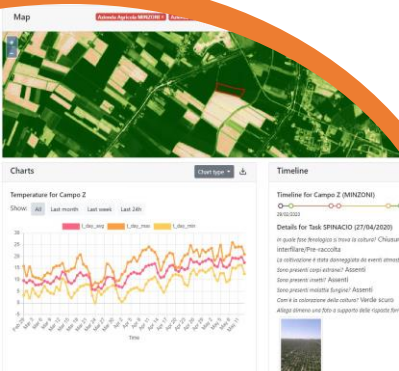 Map
Azienda Agricola MINZONI ×
+
−
Charts
Chart type
Temperature for Campo Z
Show: All Last month Last week Last 24h
t_day_avg t_day_max t_day_min
30
25
20
15
10
5
0
-5
Time
Timeline
Timeline for Campo Z (MINZONI)
28/02/2023
Details for Task SPINACIO (27/04/2020)
In quale fase fenologica si trova la coltura? Chiusura
interfilare/Pre-raccolta
La coltivazione è stata danneggiata da eventi atmosf
Sono presenti corpi estranei? Assenti
Sono presenti insetti? Assenti
Sono presenti malattie fungine? Assenti
Com'è la colorazione della coltura? Verde scuro
Allega almeno una foto a supporto delle risposte forn